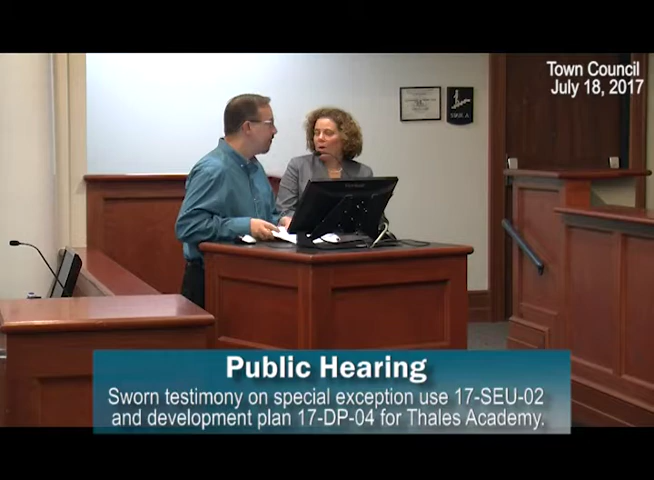 Town Council
July 18, 2017
Public Hearing
Sworn testimony on special exception use 17-SEU-02
and development plan 17-DP-04 for Thales Academy.